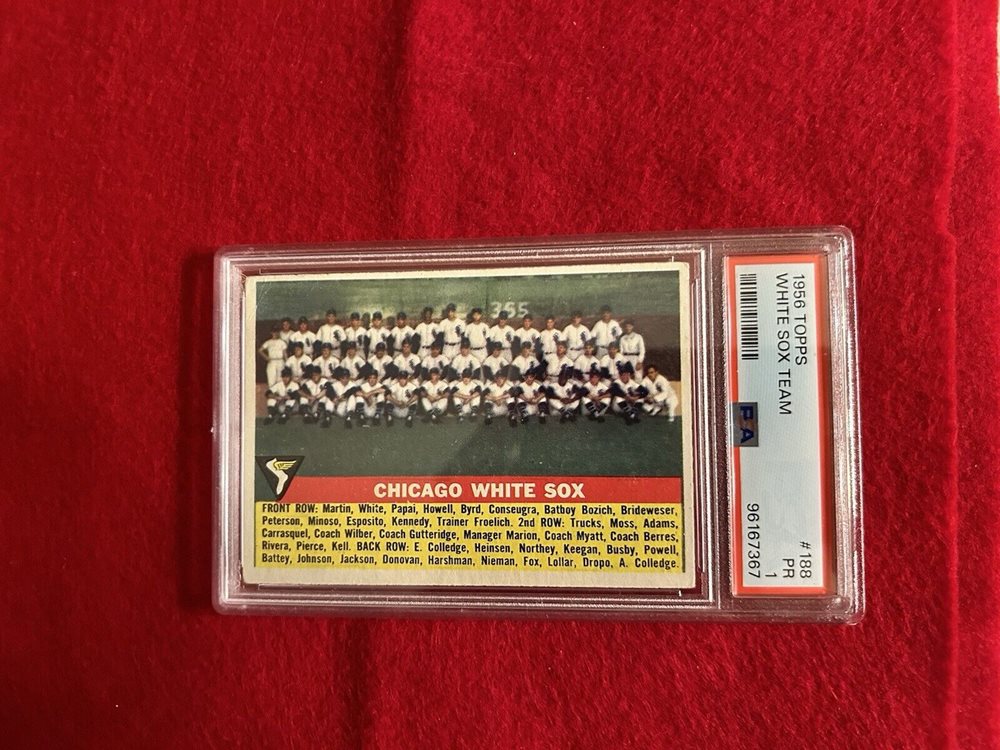 355
CHICAGO WHITE SOX
FRONT ROW: Martin, White, Papai, Howell, Byrd, Conseugra, Batboy Bozich, Brideweser,
Peterson, Minoso, Esposito, Kennedy, Trainer Froelich. 2nd ROW: Trucks, Moss, Adams,
Carrasquel, Coach Wilber, Coach Gutteridge, Manager Marion, Coach Myatt, Coach Berres,
Rivera, Pierce, Kell. BACK ROW: E. Colledge, Heinsen, Northey, Keegan, Busby, Powell,
Battey, Johnson, Jackson, Donovan, Harshman, Nieman, Fox, Lollar, Dropo, A. Colledge.
1956 TOPPS
WHITE SOX TEAM
#188
PR
1
96167367